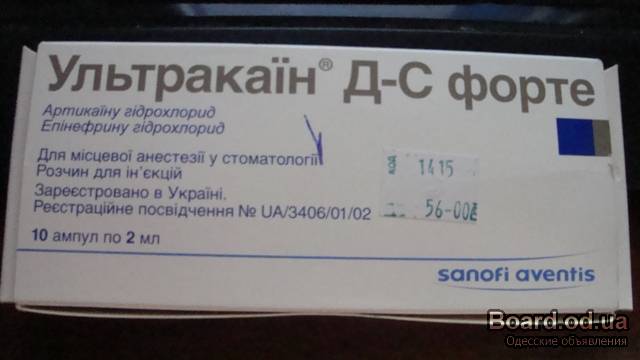 Ультракаїн® Д-С форте
Артикаїну гідрохлорид
Епінефрину гідрохлорид
Для місцевої анестезії у стоматології
Розчин для ін’єкцій
Зареєстровано в Україні.
Реєстраційне посвідчення № UA/3406/01/02
10 ампул по 2 мл
1415
56-00
sanofi aventis
Board.od.ua
Одесские объявления